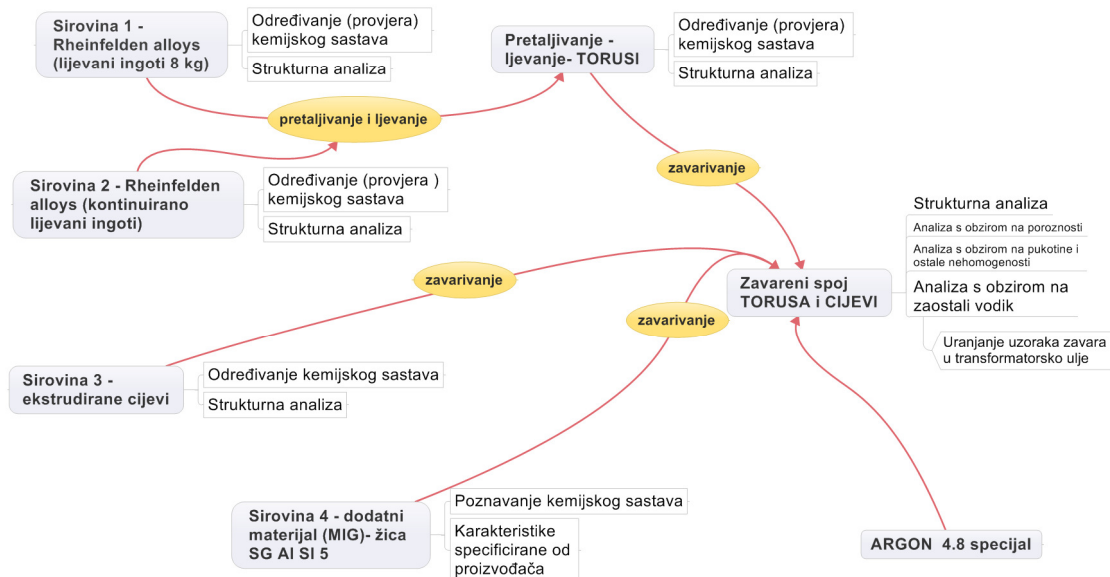 Sirovina 1 -
Rheinfelden alloys
(lijevani ingoti 8 kg)
Određivanje (provjera)
kemijskog sastava
Strukturna analiza
Pretaljivanje -
ljevanje- TORUSI
Određivanje (provjera)
kemijskog sastava
Strukturna analiza
pretaljivanje i ljevanje
zavarivanje
Sirovina 2 - Rheinfelden
alloys (kontinuirano
lijevani ingoti)
Određivanje (provjera )
kemijskog sastava
Strukturna analiza
Strukturna analiza
Analiza s obzirom na poroznosti
Analiza s obzirom na pukotine i
ostale nehomogenosti
Analiza s obzirom na
zaostali vodik
Uranjanje uzoraka zavara
u transformatorsko ulje
zavarivanje
Zavareni spoj
TORUSA i CIJEVI
zavarivanje
Sirovina 3 -
ekstrudirane cijevi
Određivanje kemijskog sastava
Strukturna analiza
Sirovina 4 - dodatni
materijal (MIG)- žica
SG Al SI 5
Poznavanje kemijskog sastava
Karakteristike
specificirane od
proizvođača
ARGON 4.8 specijal